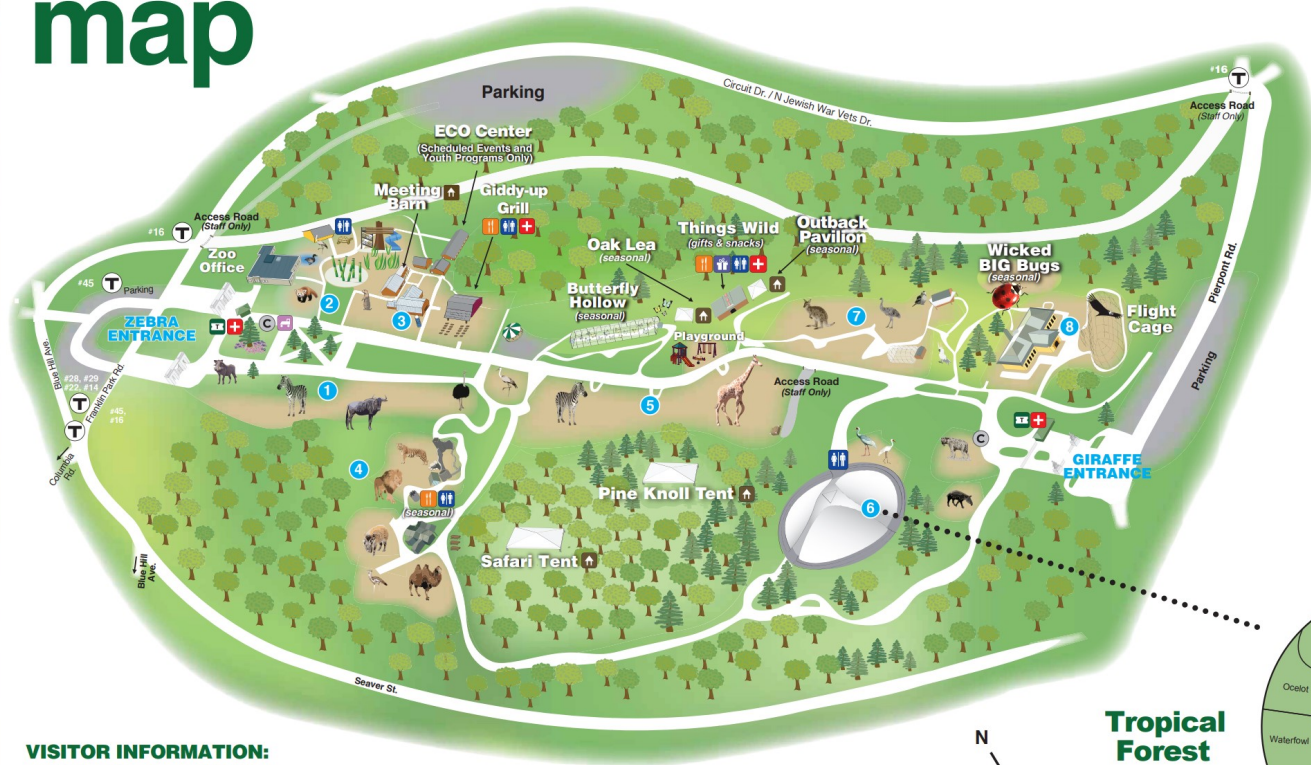 map
Parking
Circuit Dr. / N Jewish War Vets Dr.
#16
T
Access Road
(Staff Only)
ECO Center
(Scheduled Events and
Youth Programs Only)
Meeting
Barn
Giddy-up
Grill
#16
T
Access Road
(Staff Only)
Zoo
Office
Oak Lea
(seasonal)
Things Wild
(gifts & snacks)
Outback
Pavilion
(seasonal)
Wicked
BIG Bugs
(seasonal)
Butterfly
Hollow
(seasonal)
Flight
Cage
Pierpont Rd.
#45
T
Parking
ZEBRA
ENTRANCE
C
2
3
7
8
Playground
Parking
Blue Hill Ave.
#28, #29
#22, #14
T
Franklin Park Rd.
#45,
#16
T
Columbia
Rd.
1
5
Access Road
(Staff Only)
C
GIRAFFE
ENTRANCE
4
(seasonal)
Pine Knoll Tent
6
Safari Tent
Blue Hill
Ave.
Seaver St.
Ocelot
Waterfowl
Tropical
Forest
N
VISITOR INFORMATION: